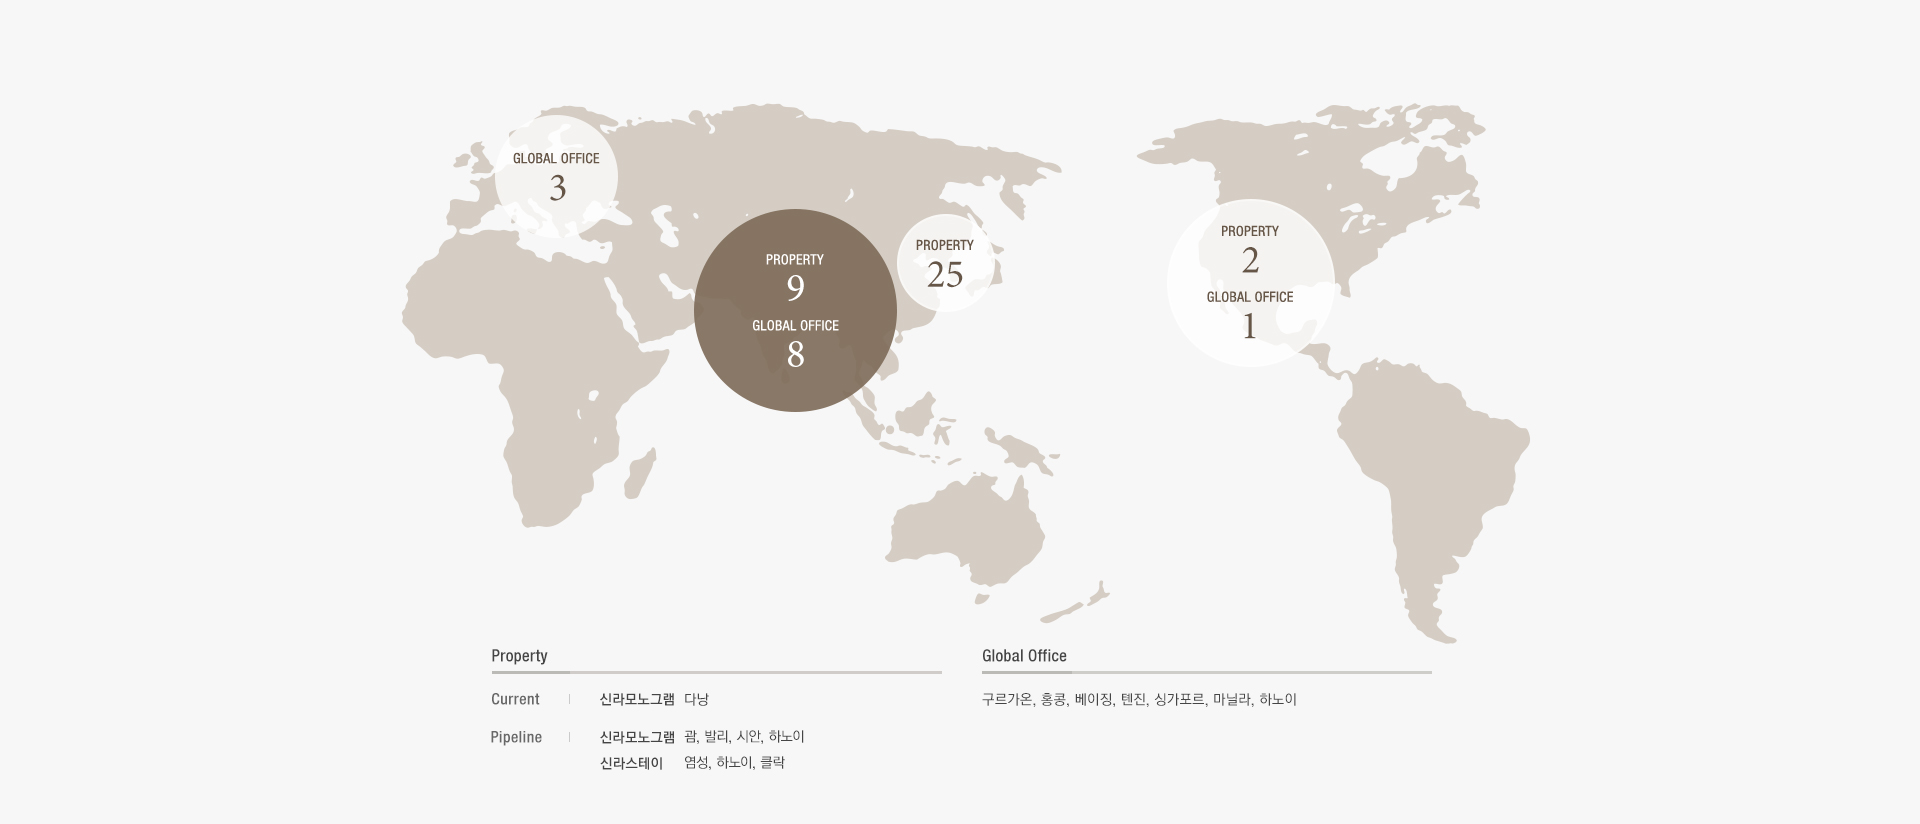 GLOBAL OFFICE
3
PROPERTY
9
GLOBAL OFFICE
8
PROPERTY
25
PROPERTY
2
GLOBAL OFFICE
1
Property
Current 신라모노그램 다낭
Pipeline 신라모노그램 괌, 발리, 시안, 하노이
신라스테이 염성, 하노이, 클락
Global Office
구르가온, 홍콩, 베이징, 톈진, 싱가포르, 마닐라, 하노이